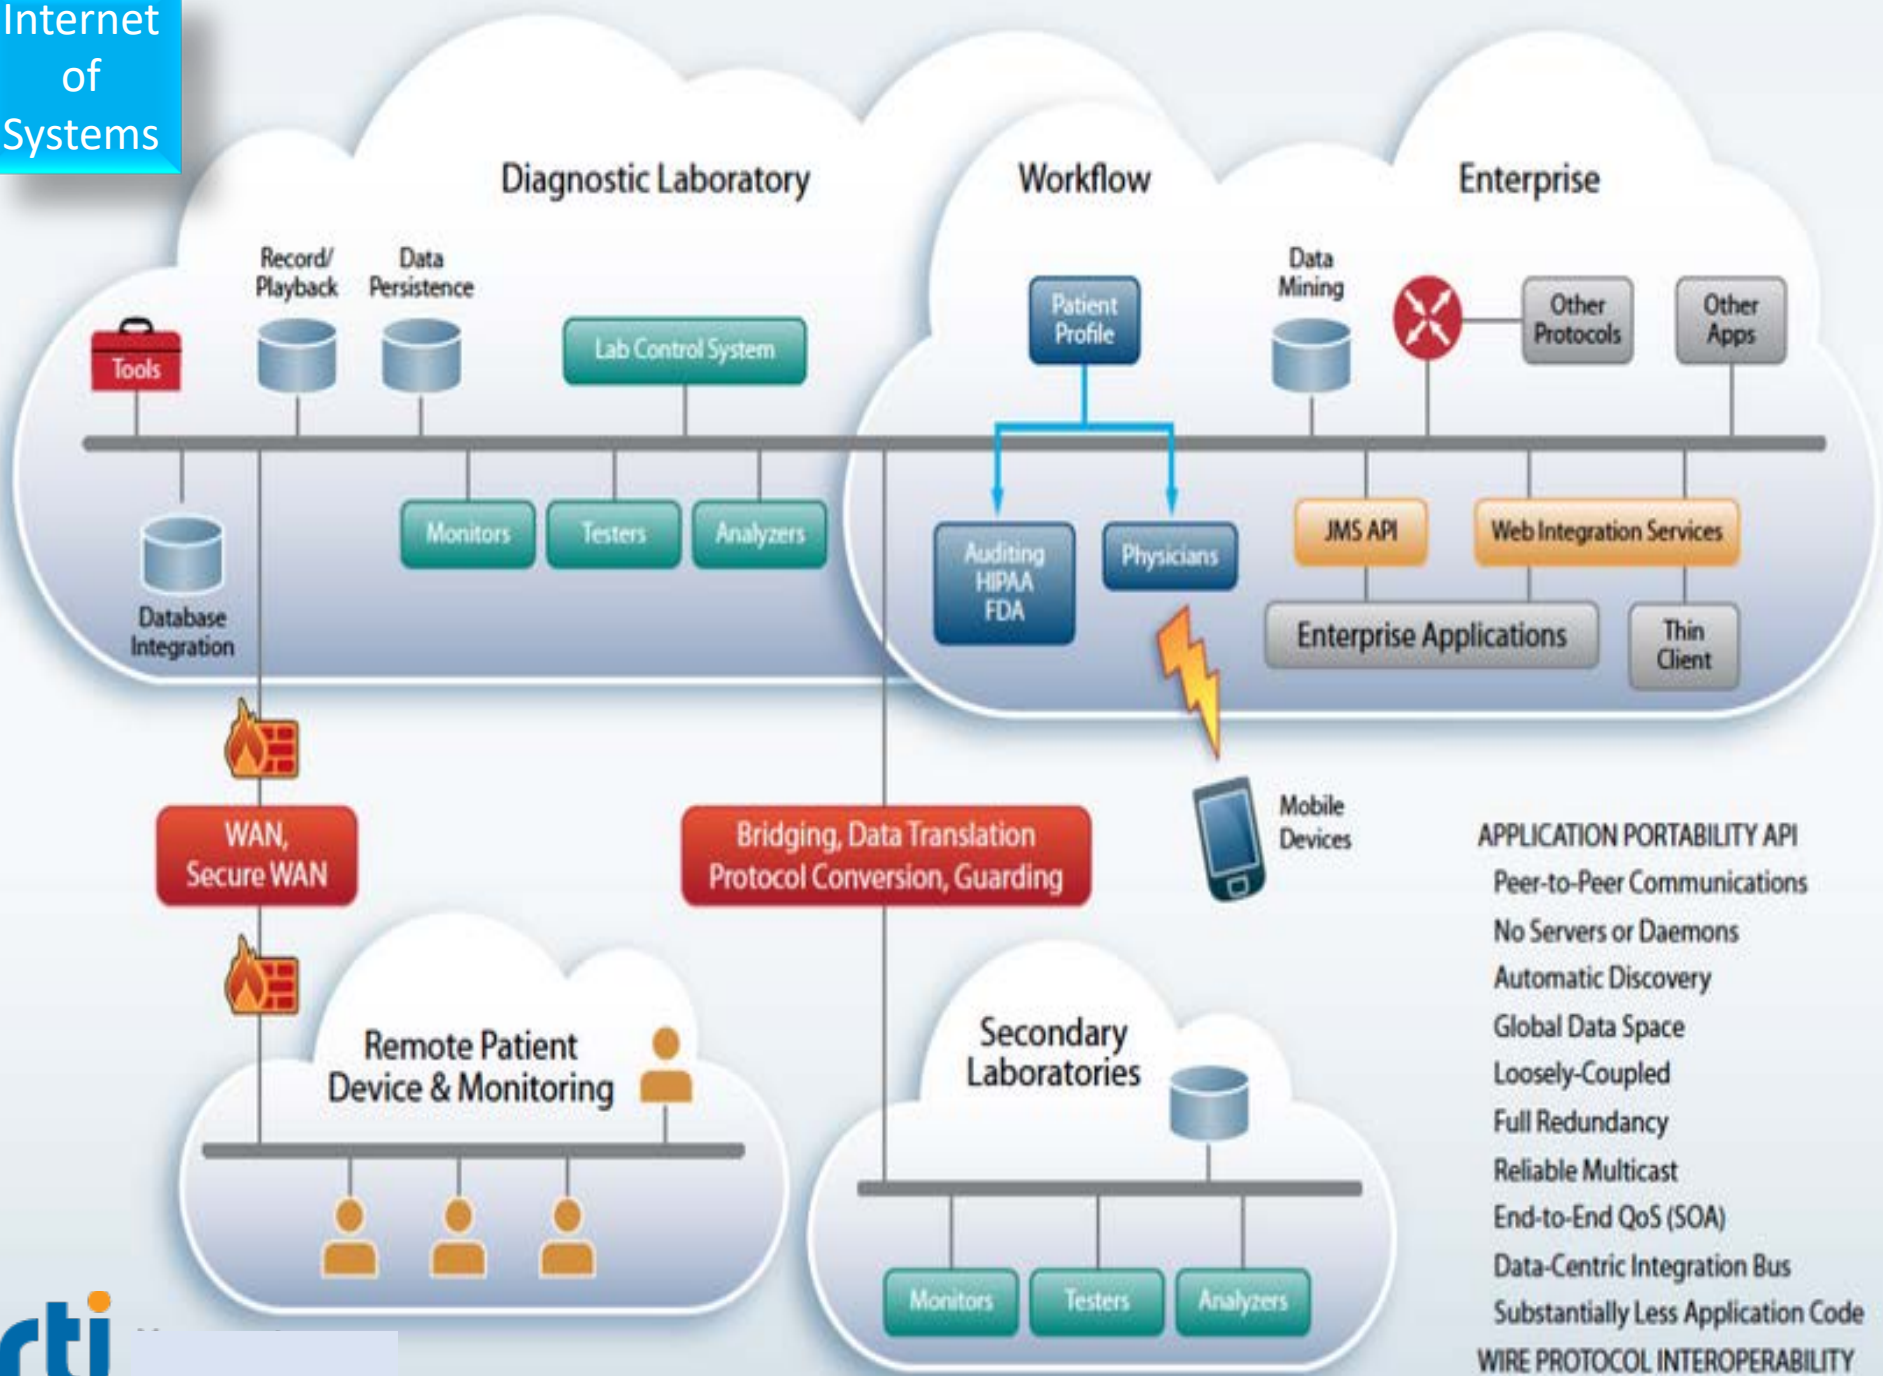 Internet
of
Systems
Diagnostic Laboratory
Workflow
Enterprise
Record/
Playback
Data
Persistence
Tools
Lab Control System
Database
Integration
Monitors
Testers
Analyzers
Patient
Profile
Auditing
HIPAA
FDA
Physicians
Data
Mining
Other
Protocols
Other
Apps
JMS API
Web Integration Services
Enterprise Applications
Thin
Client
WAN,
Secure WAN
Bridging, Data Translation
Protocol Conversion, Guarding
Mobile
Devices
Remote Patient
Device & Monitoring
Secondary
Laboratories
Monitors
Testers
Analyzers
APPLICATION PORTABILITY API
Peer-to-Peer Communications
No Servers or Daemons
Automatic Discovery
Global Data Space
Loosely-Coupled
Full Redundancy
Reliable Multicast
End-to-End QoS (SOA)
Data-Centric Integration Bus
Substantially Less Application Code
WIRE PROTOCOL INTEROPERABILITY
rti